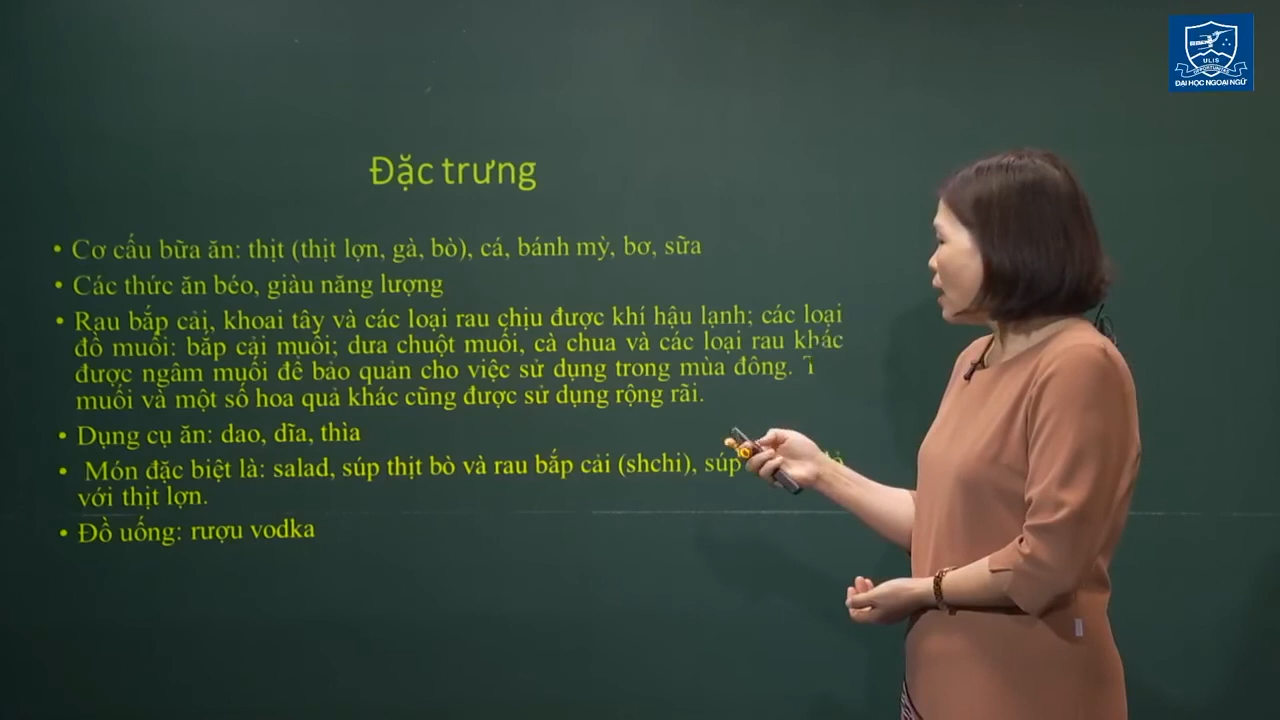 ULIS
ĐẠI HỌC NGOẠI NGỮ
Đặc trưng
• Cơ cấu bữa ăn: thịt (thịt lợn, gà, bò), cá, bánh mỳ, bơ, sữa
• Các thức ăn béo, giàu năng lượng
• Rau bắp cải, khoai tây và các loại rau chịu được khí hậu lạnh; các loại
đồ muối: bắp cải muối; dưa chuột muối, cà chua và các loại rau khác
được ngâm muối để bảo quản cho việc sử dụng trong mùa đông.
muối và một số hoa quả khác cũng được sử dụng rộng rãi.
• Dụng cụ ăn: dao, dĩa, thìa
• Món đặc biệt là: salad, súp thịt bò và rau bắp cải (shchi), súp
với thịt lợn.
• Đồ uống: rượu vodka